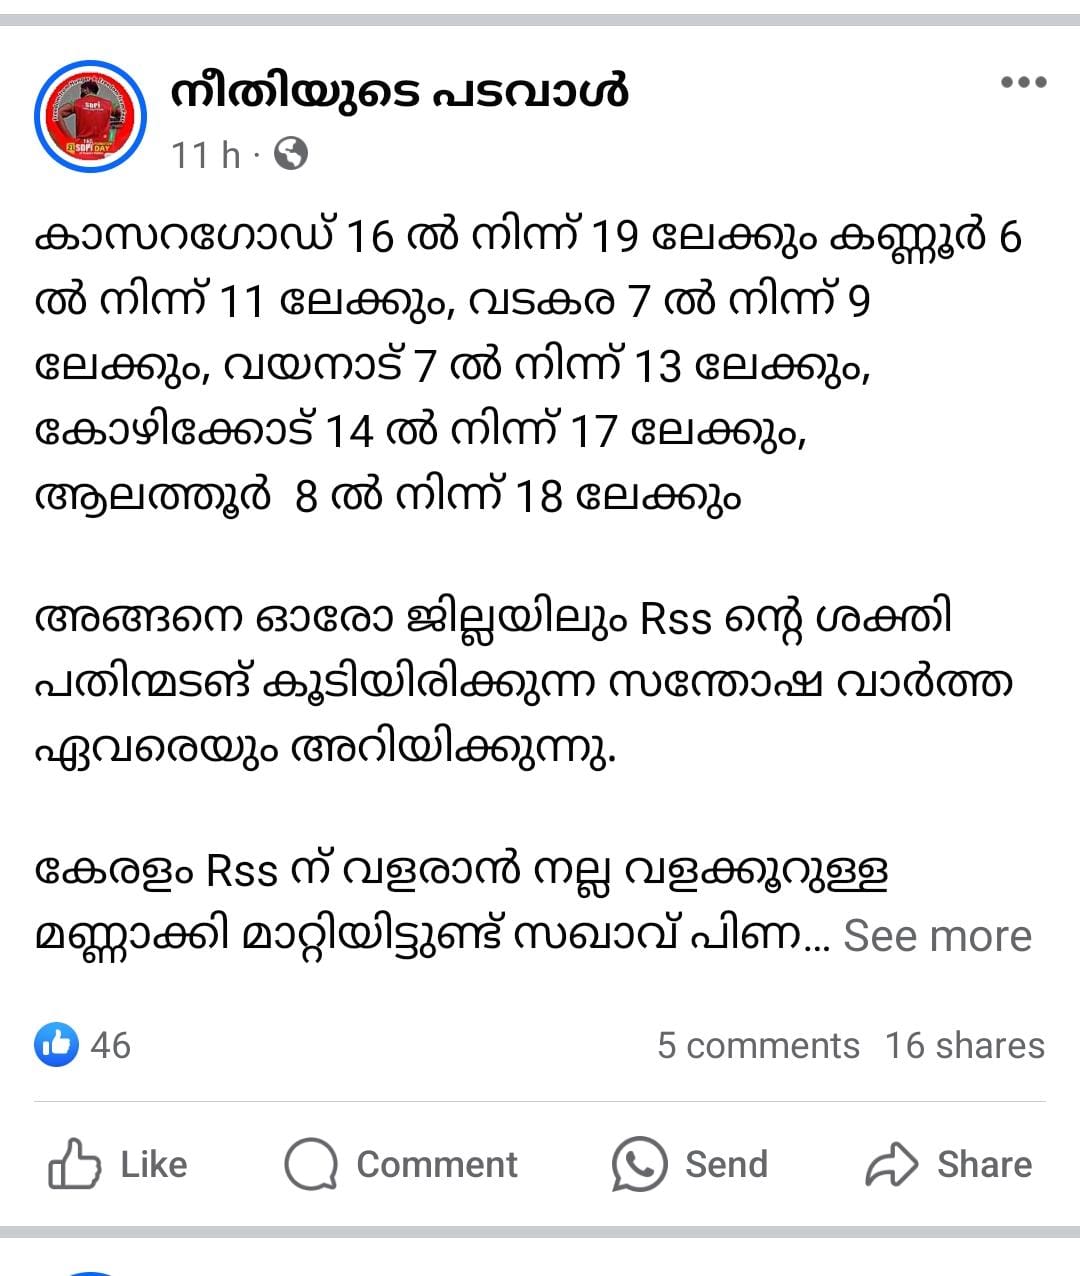 നീതിയുടെ പടവാൾ
11 h ·
കാസറഗോഡ് 16 ൽ നിന്ന് 19 ലേക്കും കണ്ണൂർ 6
ൽ നിന്ന് 11 ലേക്കും, വടകര 7 ൽ നിന്ന് 9
ലേക്കും, വയനാട് 7 ൽ നിന്ന് 13 ലേക്കും,
കോഴിക്കോട് 14 ൽ നിന്ന് 17 ലേക്കും,
ആലത്തൂർ 8 ൽ നിന്ന് 18 ലേക്കും
അങ്ങനെ ഓരോ ജില്ലയിലും Rss ന്റെ ശക്തി
പതിന്മടങ് കൂടിയിരിക്കുന്ന സന്തോഷ വാർത്ത
ഏവരെയും അറിയിക്കുന്നു.
കേരളം Rss ന് വളരാൻ നല്ല വളക്കൂറുള്ള
മണ്ണാക്കി മാറ്റിയിട്ടുണ്ട് സഖാവ് പിണ... See more
46
5 comments 16 shares
Like Comment Send Share